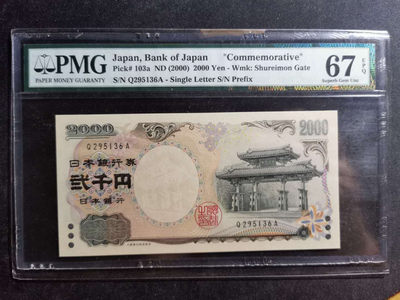 PMG
PAPER MONEY GUARANTY
Japan, Bank of Japan "Commemorative"
Pick# 103a ND (2000) 2000 Yen - Wmk: Shureimon Gate
S/N Q295136A - Single Letter S/N Prefix
67 EPQ
Superb Gem Unc
2000
2000
Q295136A
日本銀行券
弐千円
日本銀行
Q295136A